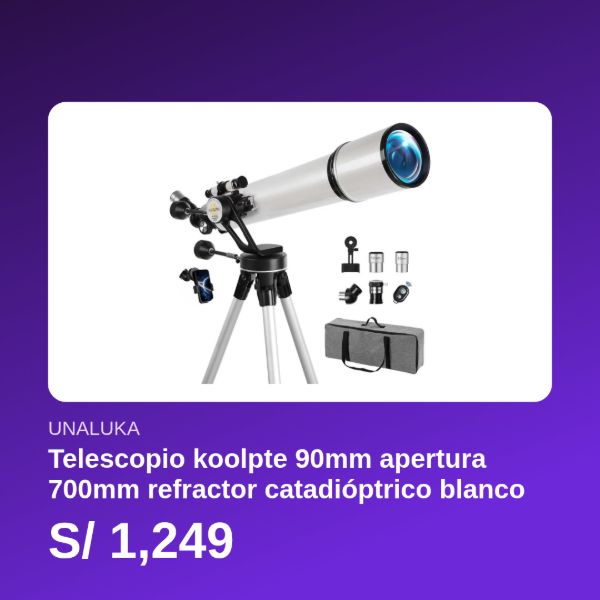 UNALUKA
Telescopio koolpte 90mm apertura
700mm refractor catadióptrico blanco
S/ 1,249